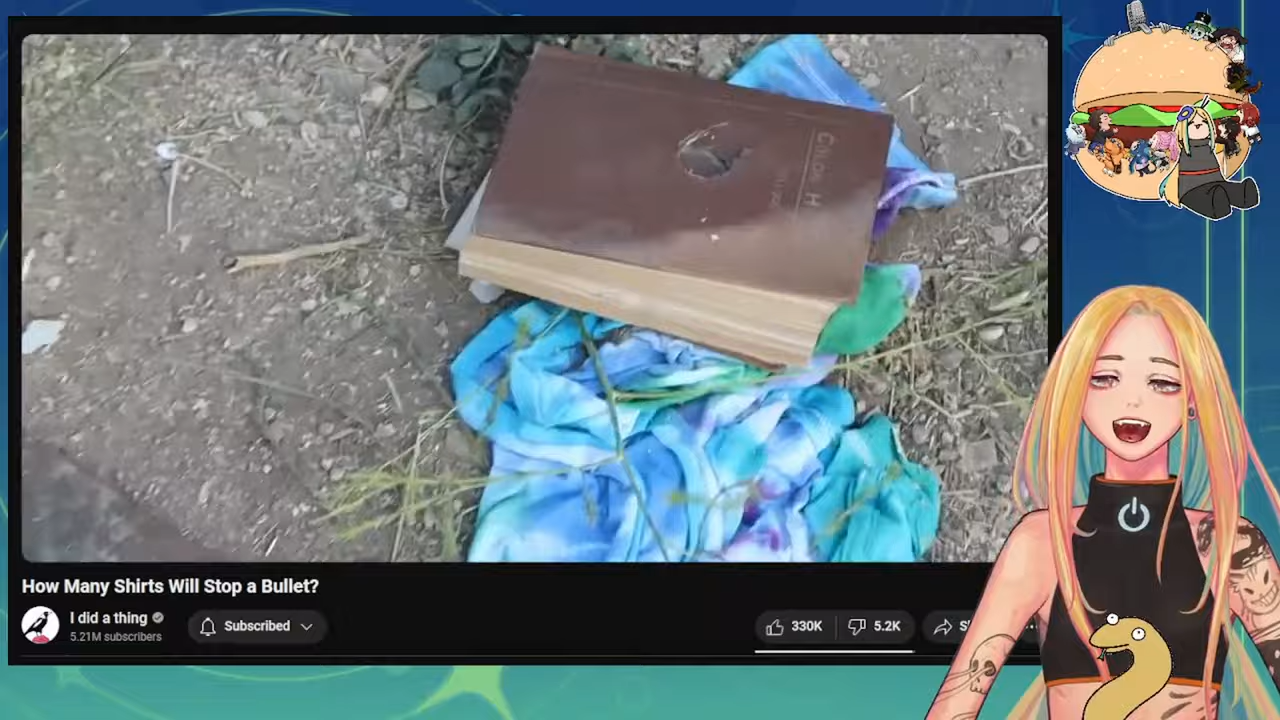 How Many Shirts Will Stop a Bullet?
I did a thing
5.21M subscribers
Subscribed
330K
5.2K